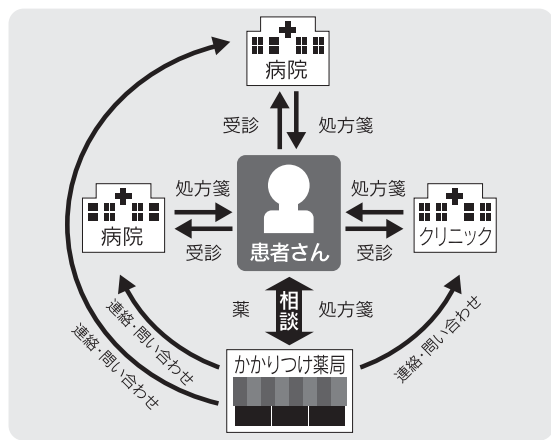 病院
受診
処方箋
処方箋
病院
受診
患者さん
処方箋
クリニック
受診
薬
相談
処方箋
連絡・問い合わせ
連絡・問い合わせ
連絡・問い合わせ
かかりつけ薬局